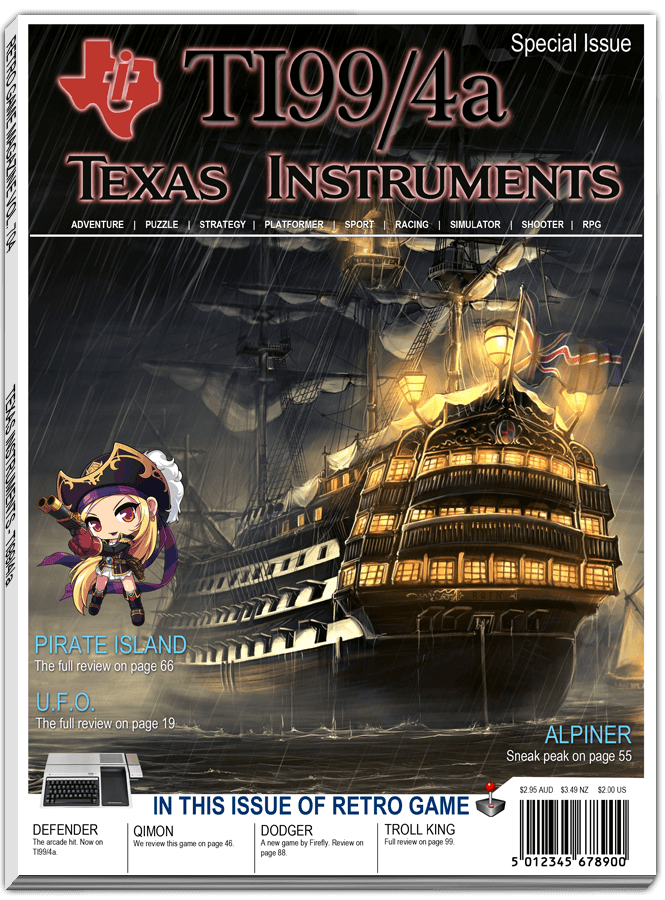 Special Issue
ti
TI99/4a
TEXAS INSTRUMENTS
ADVENTURE | PUZZLE | STRATEGY | PLATFORMER | SPORT | RACING | SIMULATOR | SHOOTER | RPG
PIRATE ISLAND
The full review on page 66
U.F.O.
The full review on page 19
ALPINER
Sneak peak on page 55
IN THIS ISSUE OF RETRO GAME
$2.95 AUD $3.49 NZ $2.00 US
DEFENDER
The arcade hit. Now on
TI99/4a.
QIMON
We review this game on page 46.
DODGER
A new game by Firefly. Review on
page 88.
TROLL KING
Full review on page 99.
5 012345 678900
TEXAS INSTRUMENTS - TI99/4a